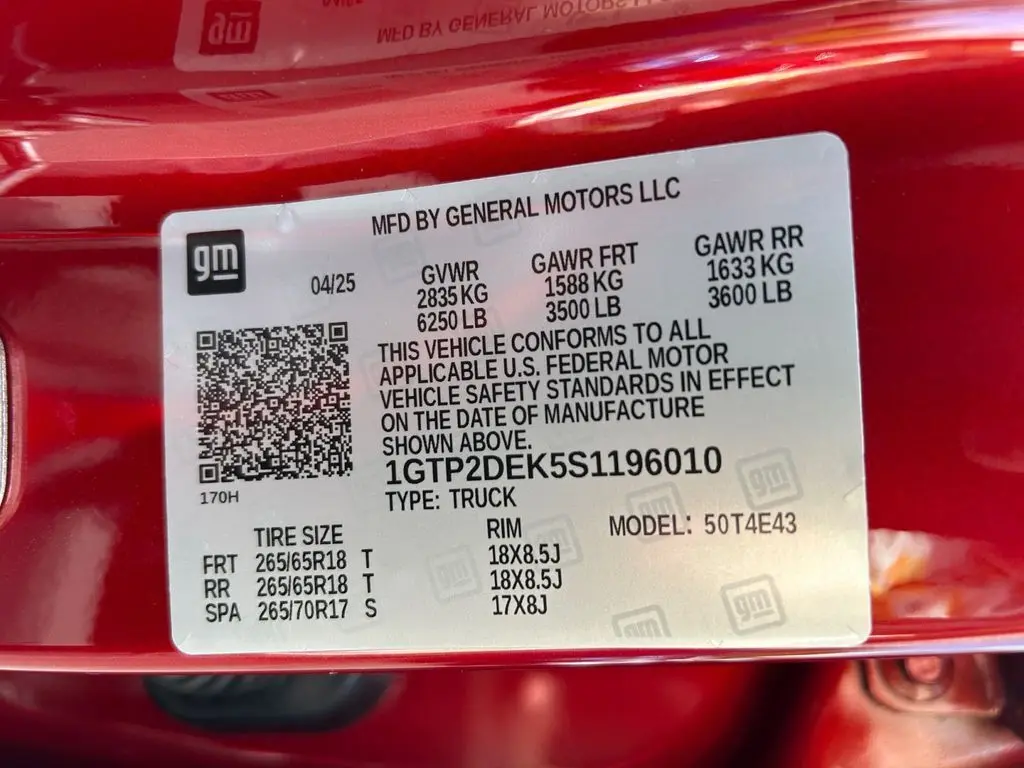 MFD BY GENERAL MOTORS LLC
gm
04/25
GVWR GAWR FRT GAWR RR
2835 KG 1588 KG 1633 KG
6250 LB 3500 LB 3600 LB
THIS VEHICLE CONFORMS TO ALL
APPLICABLE U.S. FEDERAL MOTOR
VEHICLE SAFETY STANDARDS IN EFFECT
ON THE DATE OF MANUFACTURE
SHOWN ABOVE.
1GTP2DEK5S1196010
170H
TYPE: TRUCK
TIRE SIZE RIM MODEL: 50T4E43
FRT 265/65R18 T 18X8.5J
RR 265/65R18 T 18X8.5J
SPA 265/70R17 S 17X8J